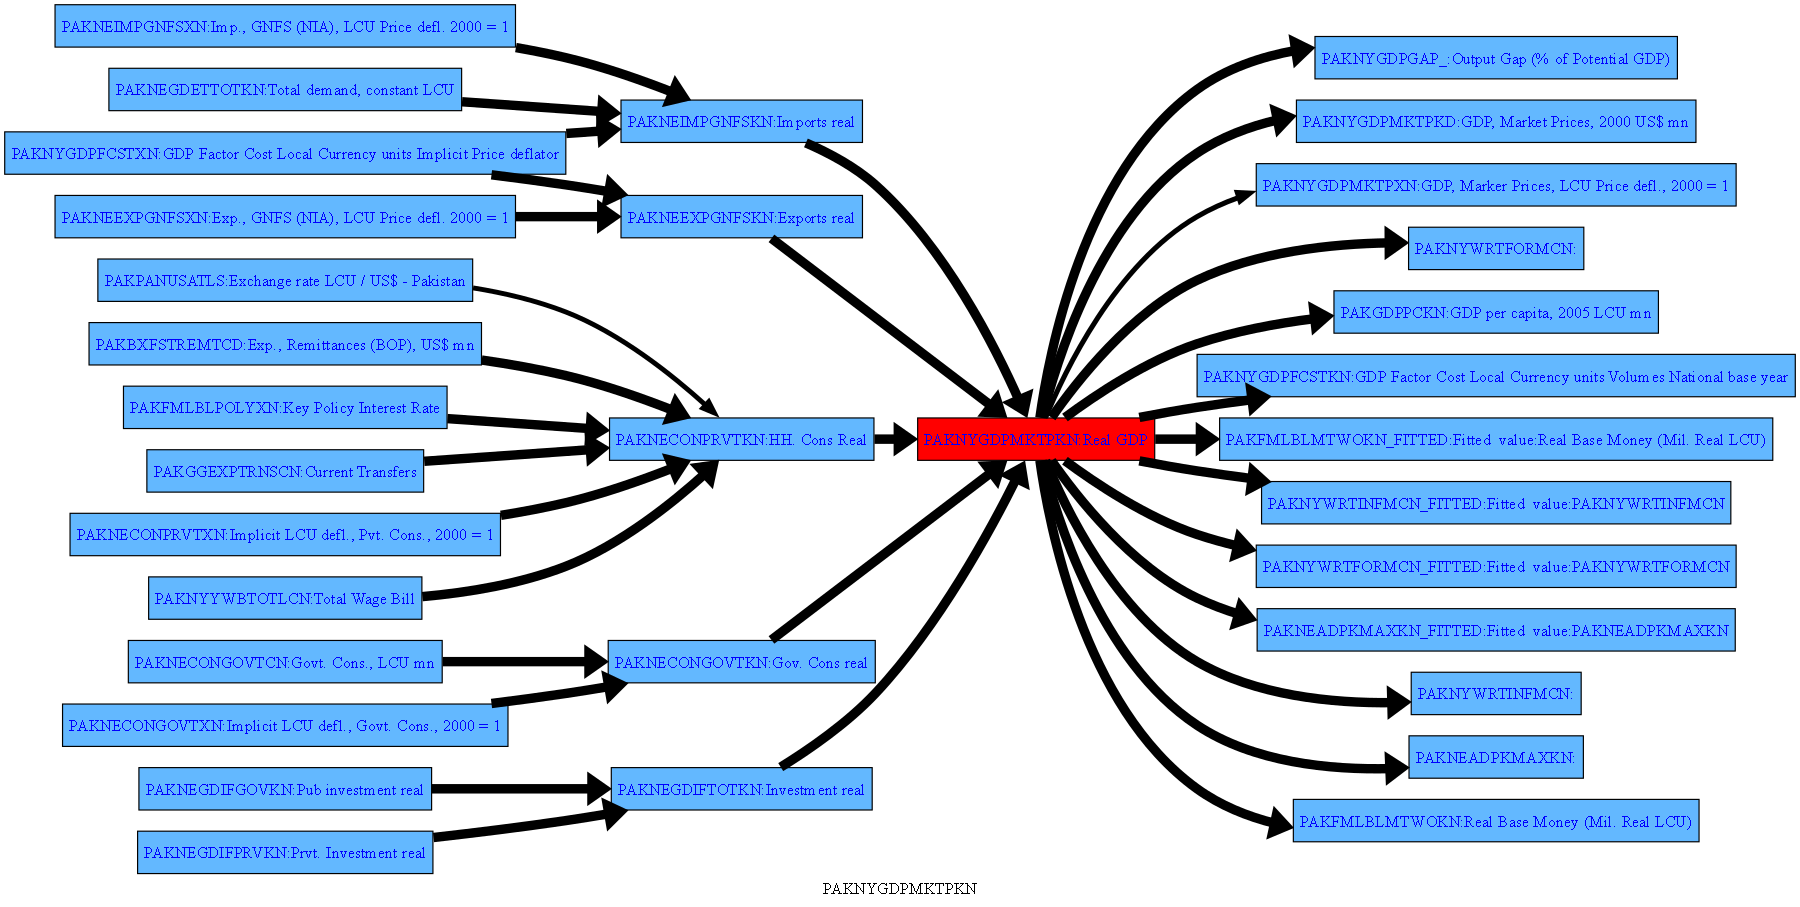 PAKNEIMPGNFSXN:Imp., GNFS (NIA), LCU Price defl. 2000 = 1
PAKNEGDETTOTKN:Total demand, constant LCU
PAKNYGDPFCSTXN:GDP Factor Cost Local Currency units Implicit Price deflator
PAKNEEXPGNFSXN:Exp., GNFS (NIA), LCU Price defl. 2000 = 1
PAKPANUSATLS:Exchange rate LCU / US$ - Pakistan
PAKBXFSTREMTCD:Exp., Remittances (BOP), US$ mn
PAKFMLBLPOLYXN:Key Policy Interest Rate
PAKGGEXPTRNSCN:Current Transfers
PAKNECONPRVTXN:Implicit LCU defl., Pvt. Cons., 2000 = 1
PAKNYYWBTOTLCN:Total Wage Bill
PAKNECONGOVTCN:Govt. Cons., LCU mn
PAKNECONGOVTXN:Implicit LCU defl., Govt. Cons., 2000 = 1
PAKNEGDIFGOVKN:Pub investment real
PAKNEGDIFPRVKN:Prvt. Investment real
PAKNEIMPGNFSKN:Imports real
PAKNEEXPGNFSKN:Exports real
PAKNECONPRVTKN:HH. Cons Real
PAKNECONGOVTKN:Gov. Cons real
PAKNEGDIFTOTKN:Investment real
PAKNYGDPMKTPKN:Real GDP
PAKNYGDPGAP_:Output Gap (% of Potential GDP)
PAKNYGDPMKTPKD:GDP, Market Prices, 2000 US$ mn
PAKNYGDPMKTPXN:GDP, Marker Prices, LCU Price defl., 2000 = 1
PAKNYWRTFORMCN:
PAKGDPPCKN:GDP per capita, 2005 LCU mn
PAKNYGDPFCSTKN:GDP Factor Cost Local Currency units Volumes National base year
PAKFMLBLMTWOKN_FITTED:Fitted value:Real Base Money (Mil. Real LCU)
PAKNYWRTINFMCN_FITTED:Fitted value:PAKNYWRTINFMCN
PAKNYWRTFORMCN_FITTED:Fitted value:PAKNYWRTFORMCN
PAKNEADPKMAXKN_FITTED:Fitted value:PAKNEADPKMAXKN
PAKNYWRTINFMCN:
PAKNEADPKMAXKN:
PAKFMLBLMTWOKN:Real Base Money (Mil. Real LCU)
PAKNYGDPMKTPKN